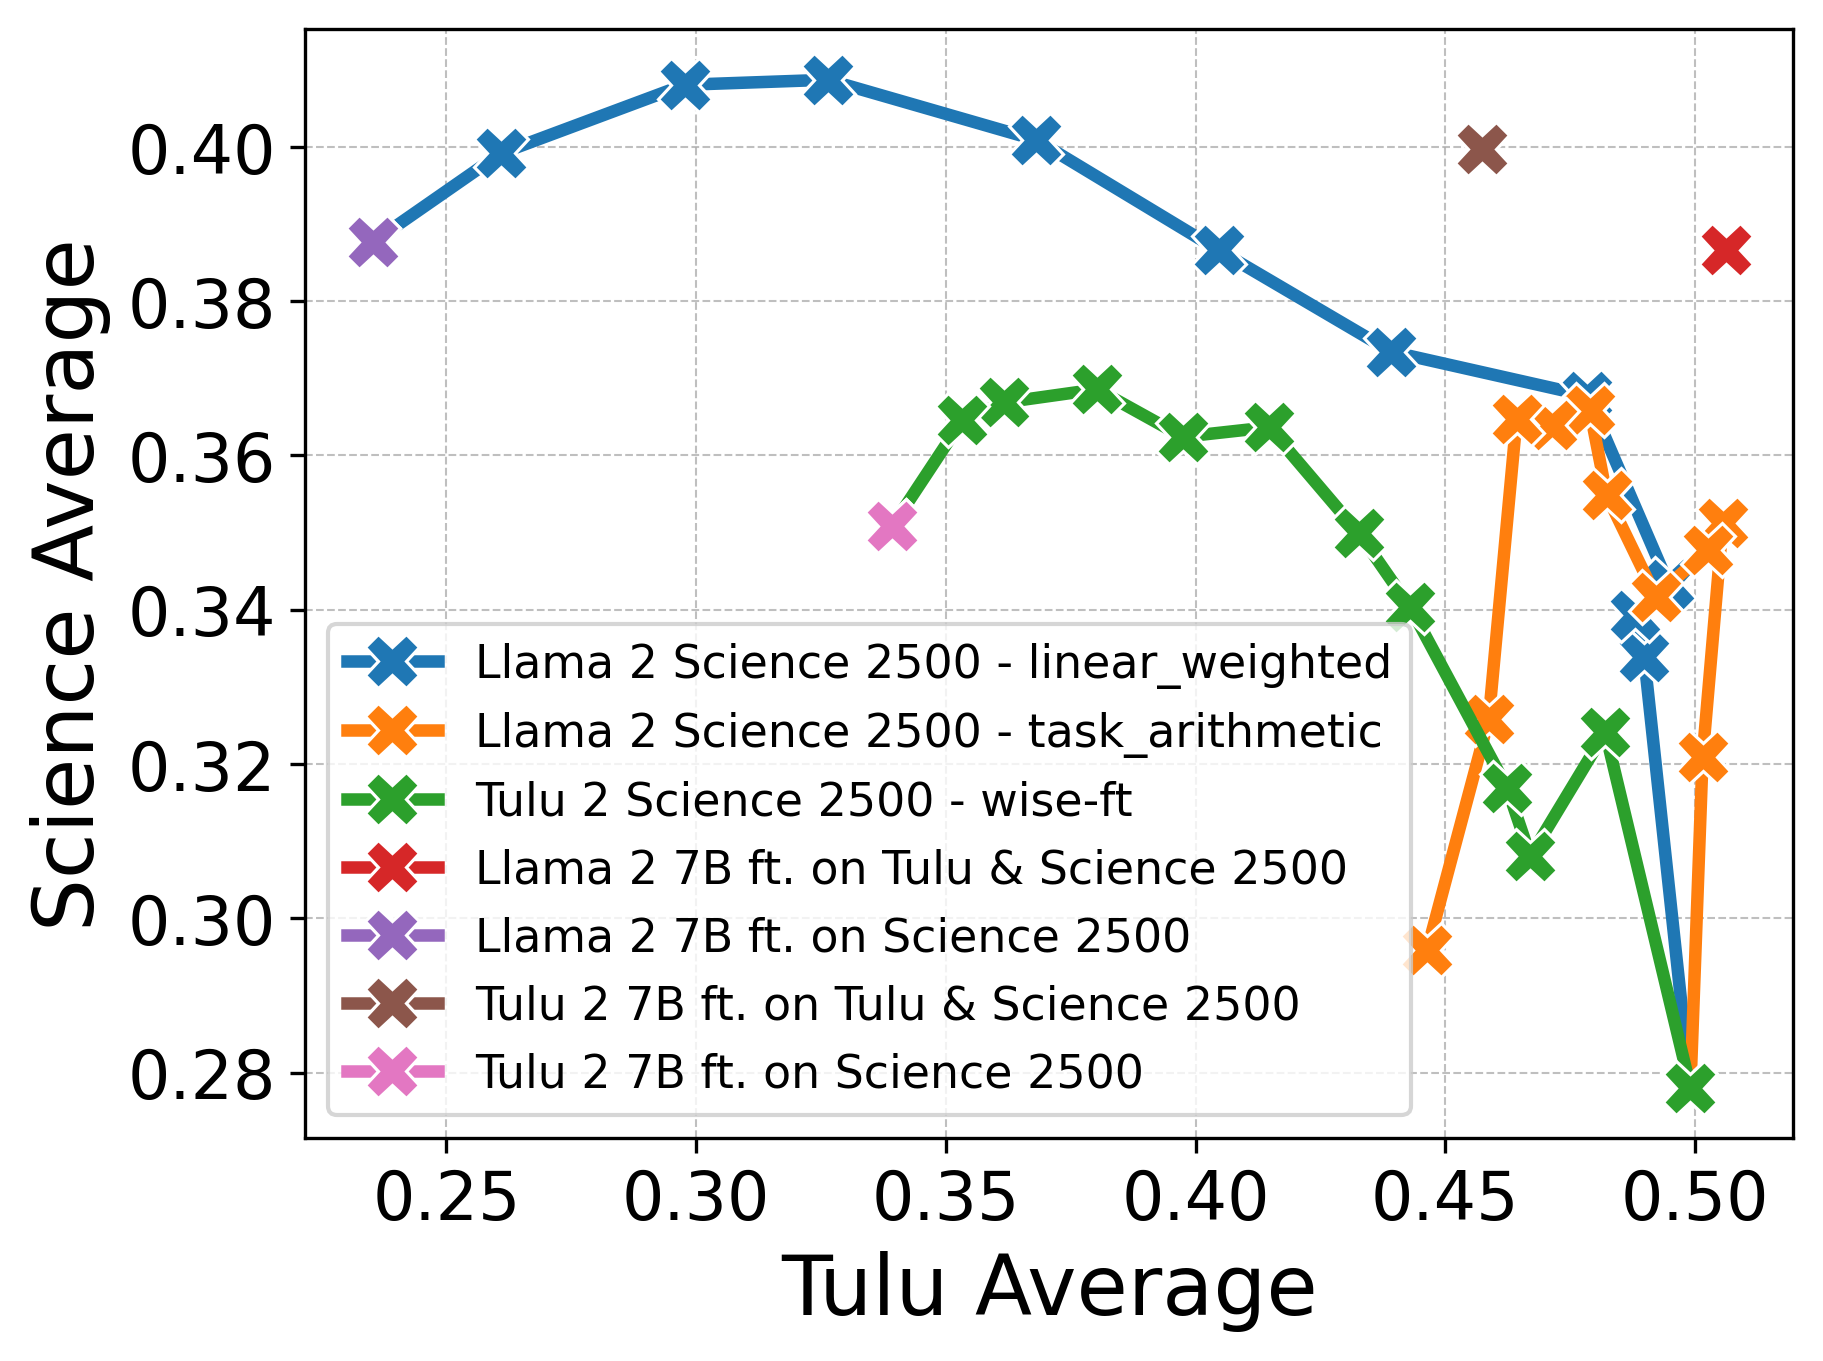 Science Average
0.40
0.38
0.36
0.34
0.32
0.30
0.28
Llama 2 Science 2500 - linear_weighted
Llama 2 Science 2500 - task_arithmetic
Tulu 2 Science 2500 - wise-ft
Llama 2 7B ft. on Tulu & Science 2500
Llama 2 7B ft. on Science 2500
Tulu 2 7B ft. on Tulu & Science 2500
Tulu 2 7B ft. on Science 2500
0.25 0.30 0.35 0.40 0.45 0.50
Tulu Average